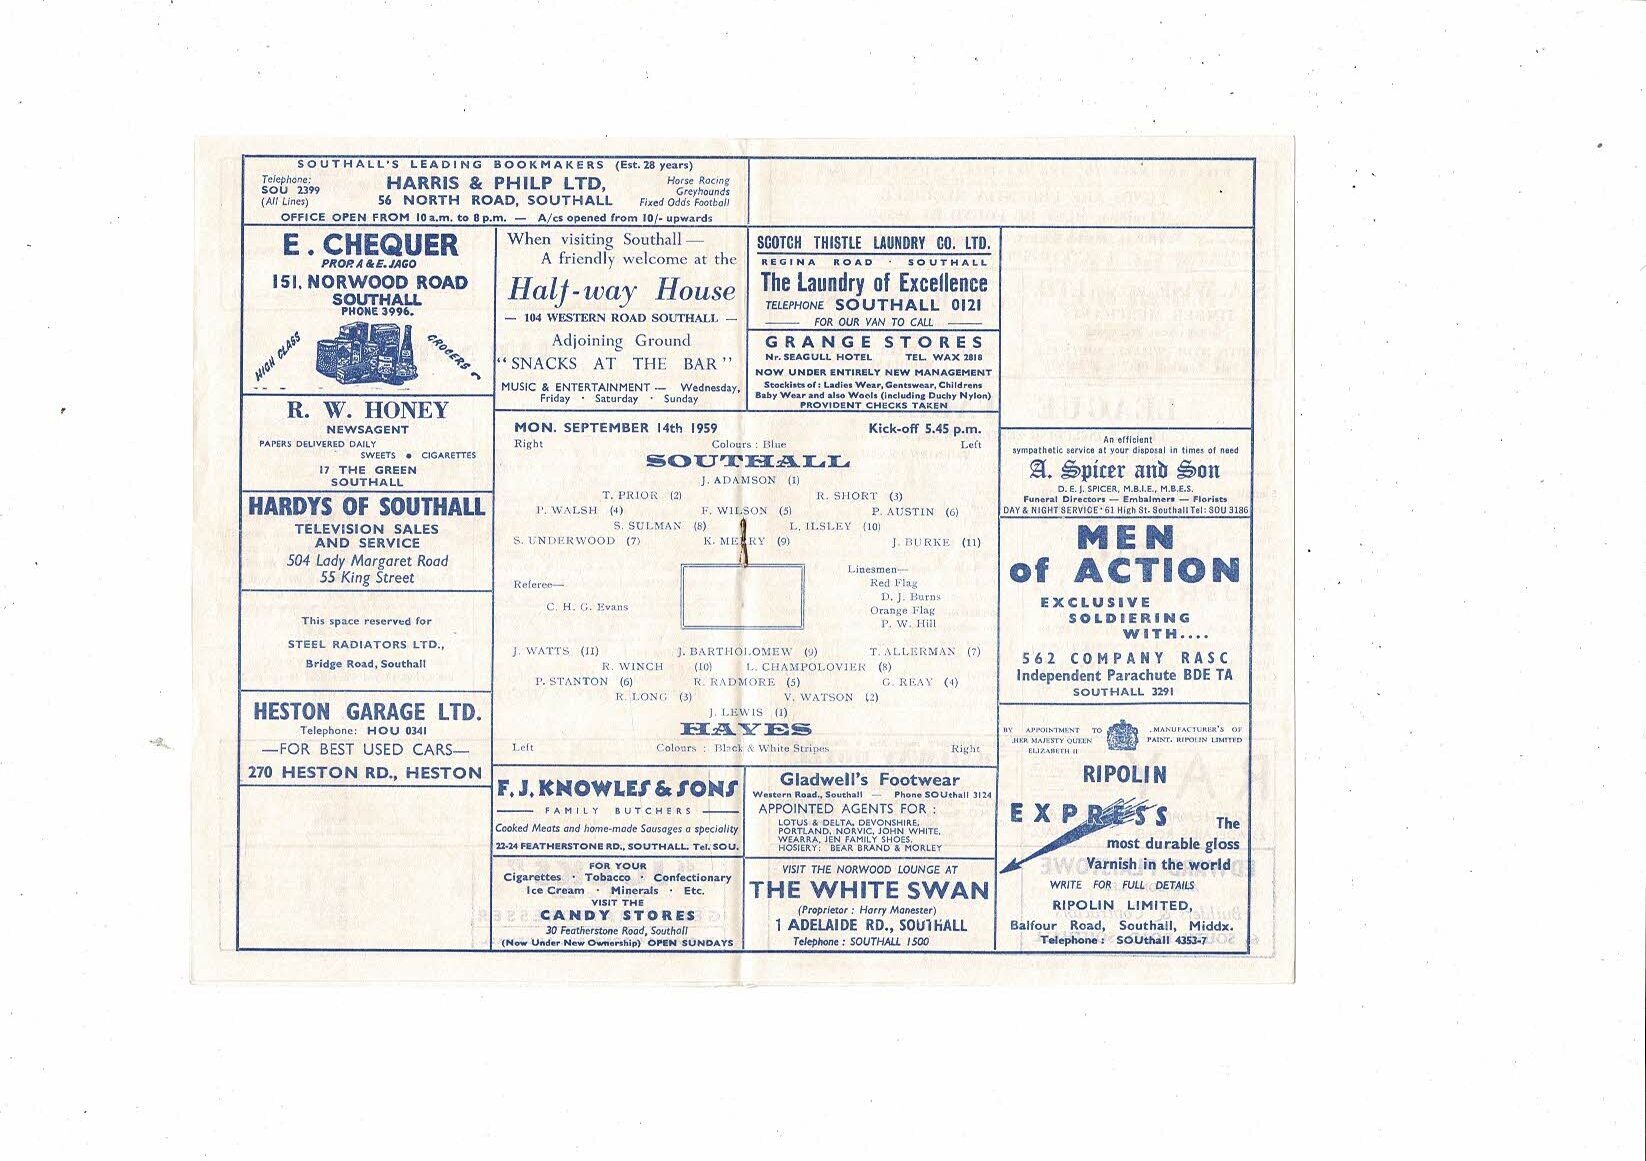 SOUTHALL'S LEADING BOOKMAKERS (Est. 28 years)
Telephone: SOU 2399 (All Lines)
HARRIS & PHILP LTD,
56 NORTH ROAD, SOUTHALL
Horse Racing
Greyhounds
Fixed Odds Football
OFFICE OPEN FROM 10 a.m. to 8 p.m. — A/cs opened from 10/- upwards
E. CHEQUER
PROP. A & E. JAGO
151. NORWOOD ROAD
SOUTHALL
PHONE 3996.
HIGH CLASS
GROCERS
R. W. HONEY
NEWSAGENT
PAPERS DELIVERED DAILY
SWEETS • CIGARETTES
17 THE GREEN
SOUTHALL
HARDYS OF SOUTHALL
TELEVISION SALES
AND SERVICE
504 Lady Margaret Road
55 King Street
This space reserved for
STEEL RADIATORS LTD.,
Bridge Road, Southall
HESTON GARAGE LTD.
Telephone: HOU 0341
—FOR BEST USED CARS—
270 HESTON RD., HESTON
When visiting Southall —
A friendly welcome at the
Half-way House
— 104 WESTERN ROAD SOUTHALL —
Adjoining Ground
"SNACKS AT THE BAR"
MUSIC & ENTERTAINMENT — Wednesday,
Friday · Saturday · Sunday
SCOTCH THISTLE LAUNDRY CO. LTD.
REGINA ROAD · SOUTHALL
The Laundry of Excellence
TELEPHONE SOUTHALL 0121
FOR OUR VAN TO CALL
GRANGE STORES
Nr. SEAGULL HOTEL TEL. WAX 2818
NOW UNDER ENTIRELY NEW MANAGEMENT
Stockists of : Ladies Wear, Gentswear, Childrens
Baby Wear and also Wools (including Duchy Nylon)
PROVIDENT CHECKS TAKEN
MON. SEPTEMBER 14th 1959 Kick-off 5.45 p.m.
Right Colours : Blue Left
SOUTHALL
J. ADAMSON (1)
T. PRIOR (2) R. SHORT (3)
P. WALSH (4) F. WILSON (5) P. AUSTIN (6)
S. SULMAN (8) L. ILSLEY (10)
S. UNDERWOOD (7) K. MERRY (9) J. BURKE (11)
Referee—
C. H. G. Evans
Linesmen—
Red Flag
D. J. Burns
Orange Flag
P. W. Hill
J. WATTS (11) J. BARTHOLOMEW (9) T. ALLERMAN (7)
R. WINCH (10) L. CHAMPOLOVIER (8)
P. STANTON (6) R. RADMORE (5) G. REAY (4)
R. LONG (3) V. WATSON (2)
J. LEWIS (1)
HAYES
Left Colours : Black & White Stripes Right
F. J. KNOWLES & SONS
FAMILY BUTCHERS
Cooked Meats and home-made Sausages a speciality
22-24 FEATHERSTONE RD., SOUTHALL. Tel. SOU.
FOR YOUR
Cigarettes · Tobacco · Confectionary
Ice Cream · Minerals · Etc.
VISIT THE
CANDY STORES
30 Featherstone Road, Southall
(Now Under New Ownership) OPEN SUNDAYS
Gladwell's Footwear
Western Road., Southall — Phone SOUthall 3124
APPOINTED AGENTS FOR :
LOTUS & DELTA, DEVONSHIRE,
PORTLAND, NORVIC, JOHN WHITE,
WEARRA, JEN FAMILY SHOES,
HOSIERY: BEAR BRAND & MORLEY
VISIT THE NORWOOD LOUNGE AT
THE WHITE SWAN
(Proprietor : Harry Manester)
1 ADELAIDE RD., SOUTHALL
Telephone : SOUTHALL 1500
An efficient
sympathetic service at your disposal in times of need
A. Spicer and Son
D. E. J. SPICER, M.B.I.E., M.B.E.S.
Funeral Directors — Embalmers — Florists
DAY & NIGHT SERVICE · 61 High St. Southall Tel: SOU 3186
MEN
of ACTION
EXCLUSIVE
SOLDIERING
WITH....
562 COMPANY RASC
Independent Parachute BDE TA
SOUTHALL 3291
BY APPOINTMENT TO
HER MAJESTY QUEEN
ELIZABETH II
MANUFACTURER'S OF
PAINT. RIPOLIN LIMITED
RIPOLIN
EXPRESS
The
most durable gloss
Varnish in the world
WRITE FOR FULL DETAILS
RIPOLIN LIMITED,
Balfour Road, Southall, Middx.
Telephone : SOUthall 4353-7